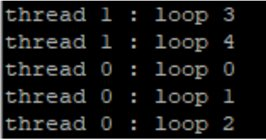 thread 1 : loop 3
thread 1 : loop 4
thread 0 : loop 0
thread 0 : loop 1
thread 0 : loop 2